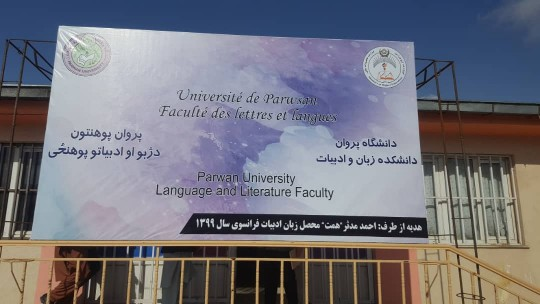 Université de Parwsan
Faculté des lettres et langues
پروان پوهنتون
دژبو او ادبیاتو پوهنځی
دانشگاه پروان
دانشکده زبان و ادبیات
Parwan University
Language and Literature Faculty
هدیه از طرف: احمد مدثر "همت" محصل زبان ادبیات فرانسوی سال ۱۳۹۹